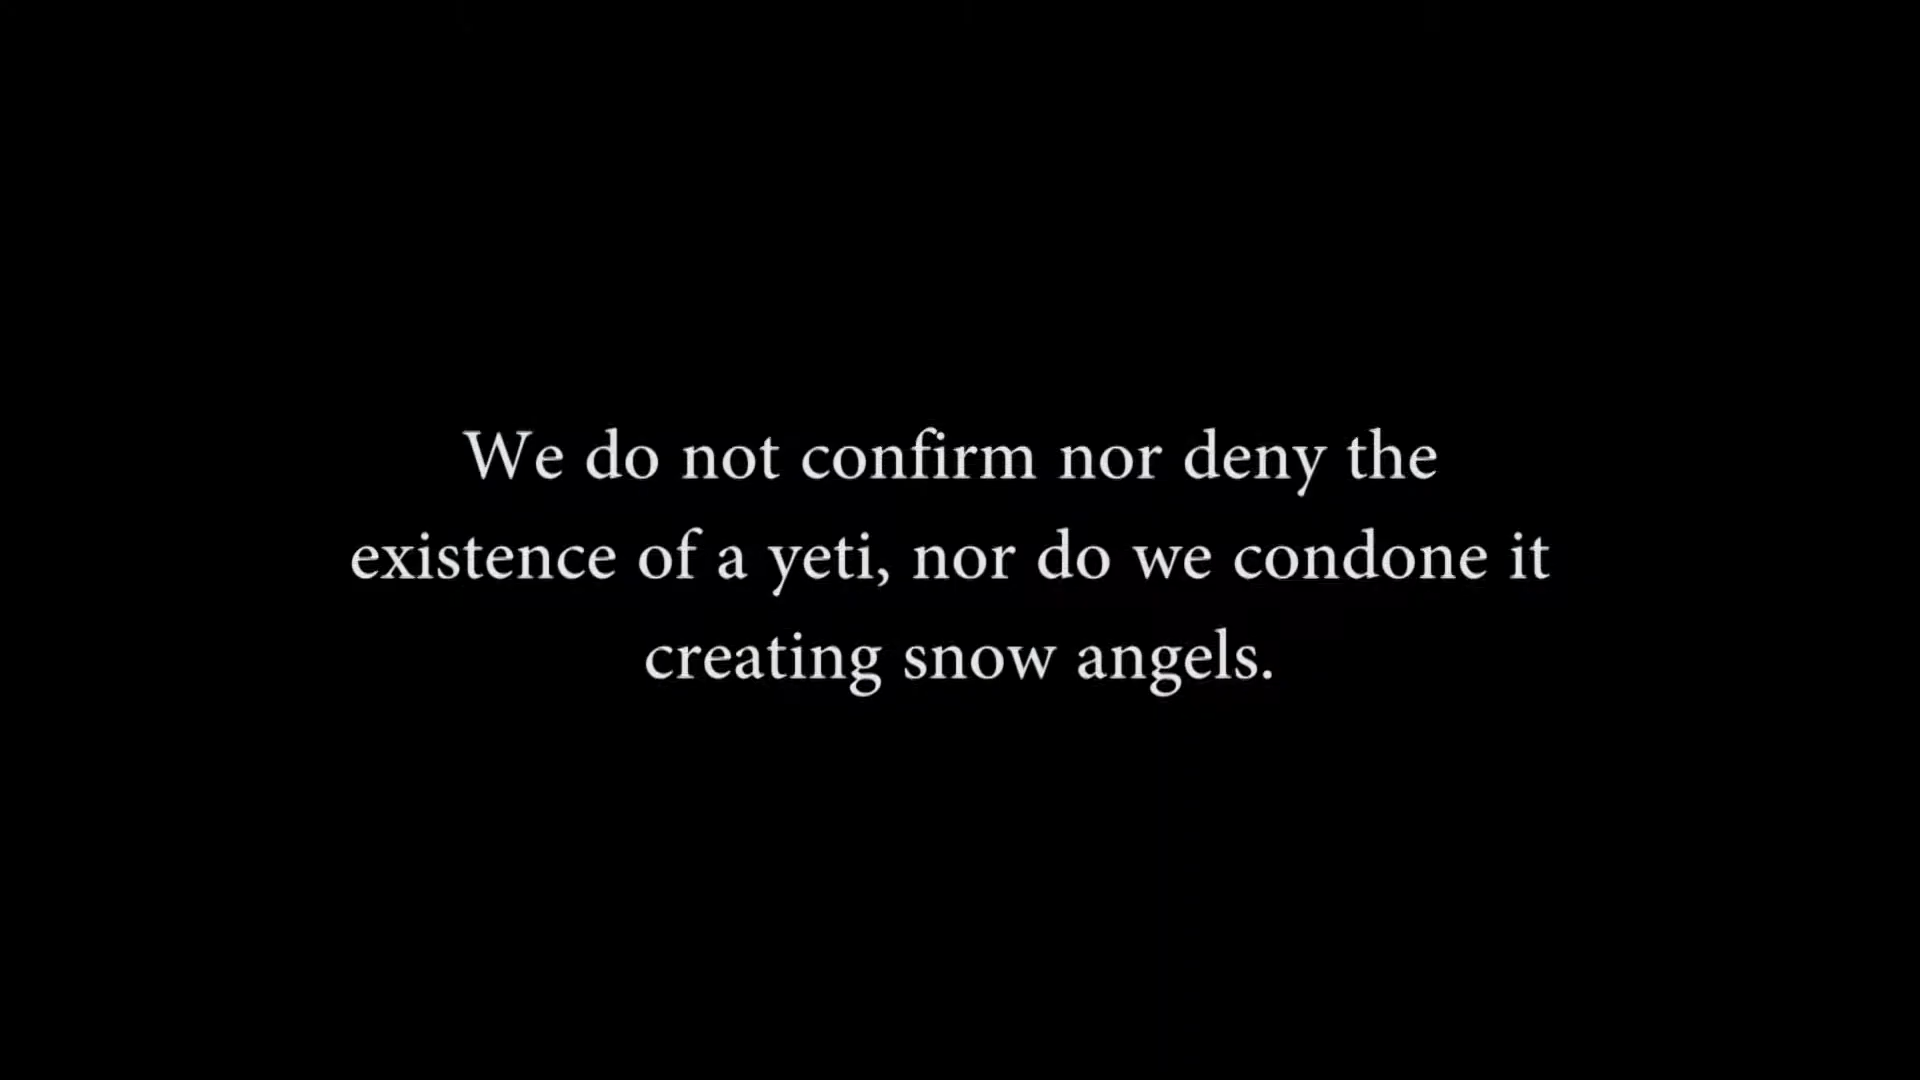 We do not confirm nor deny the
existence of a yeti, nor do we condone it
creating snow angels.